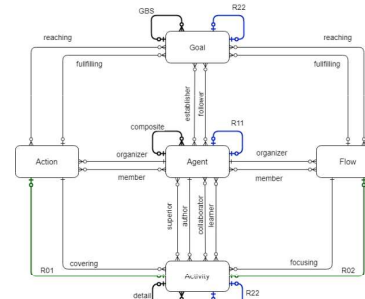 GBS
R22
reaching
reaching
Goal
fullfilling
fullfilling
establisher
follower
composite
R11
organizer
organizer
Action
Agent
Flow
member
member
superior
author
collaborator
learner
covering
focusing
R01
Activity
R02
detail
R22